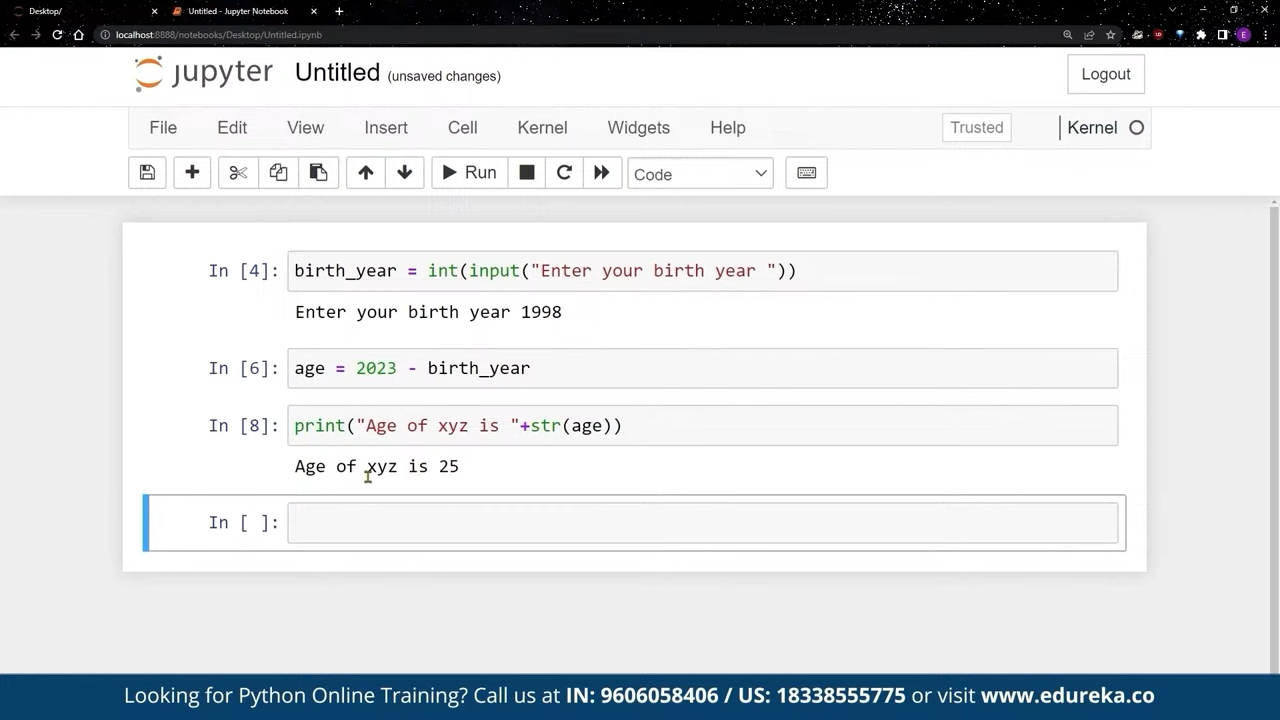 Desktop/
Untitled - Jupyter Notebook
localhost:8888/notebooks/Desktop/Untitled.ipynb
E
jupyter Untitled (unsaved changes)
Logout
File Edit View Insert Cell Kernel Widgets Help
Trusted
Kernel
Run
Code
In [4]: birth_year = int(input("Enter your birth year "))
Enter your birth year 1998
In [6]: age = 2023 - birth_year
In [8]: print("Age of xyz is "+str(age))
Age of xyz is 25
In [ ]:
Looking for Python Online Training? Call us at IN: 9606058406 / US: 18338555775 or visit www.edureka.co